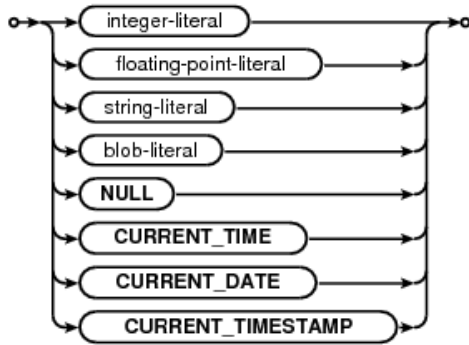 integer-literal
floating-point-literal
string-literal
blob-literal
NULL
CURRENT_TIME
CURRENT_DATE
CURRENT_TIMESTAMP